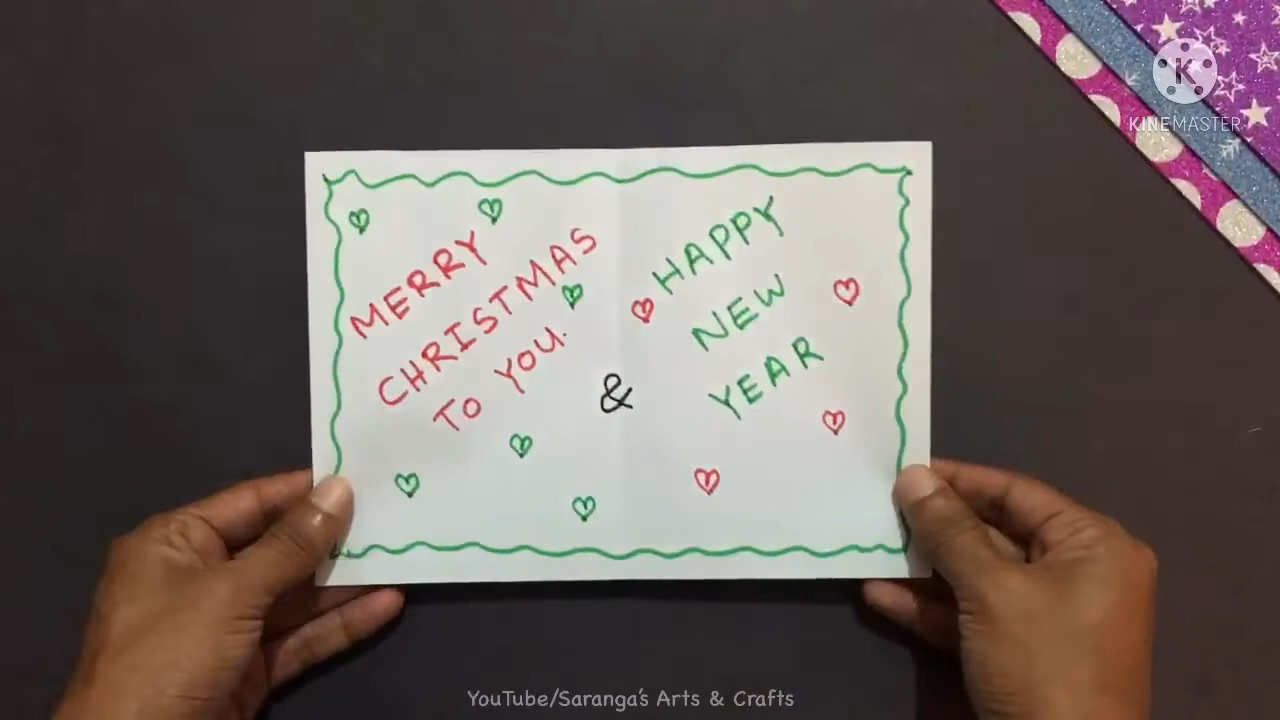 K
KINEMASTER
MERRY
CHRISTMAS
TO YOU.
&
HAPPY
NEW
YEAR
YouTube/Saranga's Arts & Crafts